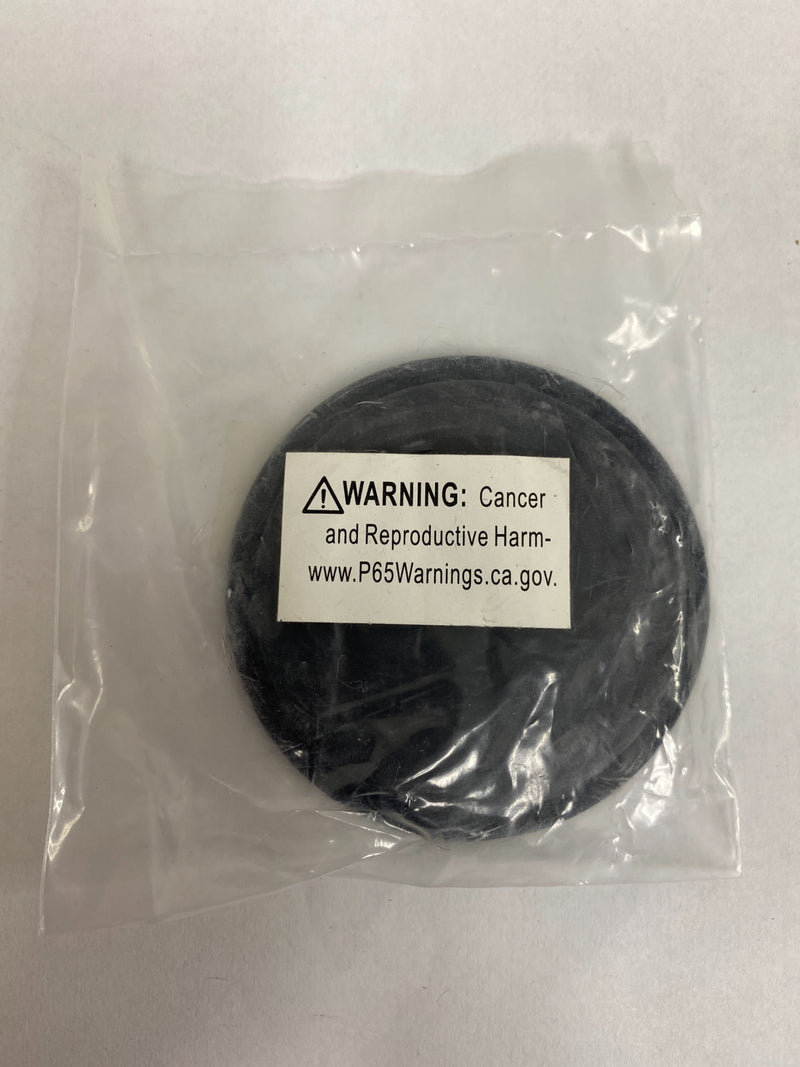 WARNING: Cancer
and Reproductive Harm-
www.P65Warnings.ca.gov.